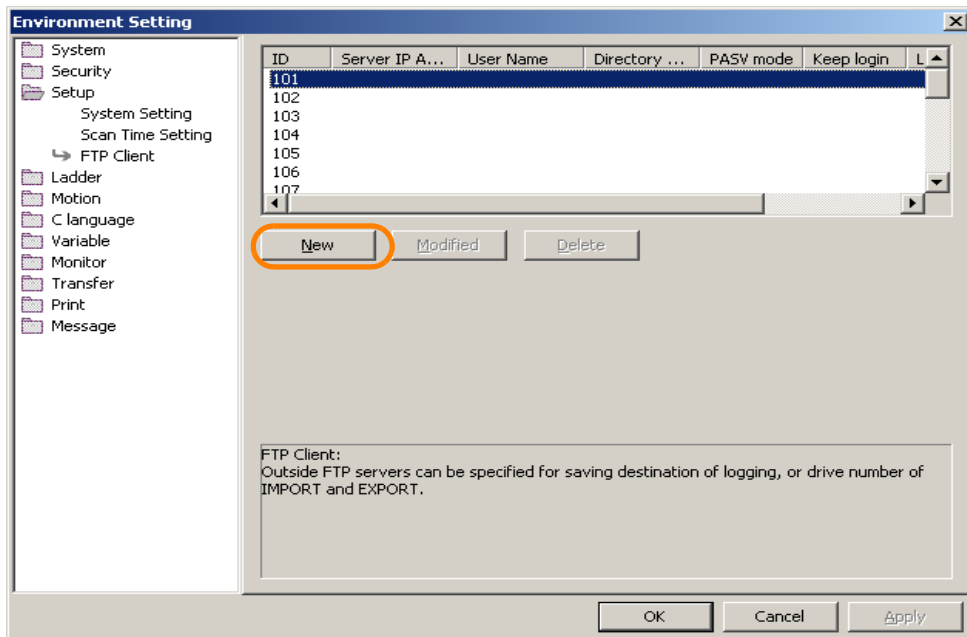 Environment Setting
System
Security
Setup
System Setting
Scan Time Setting
FTP Client
Ladder
Motion
C language
Variable
Monitor
Transfer
Print
Message
ID Server IP A... User Name Directory ... PASV mode Keep login L
101
102
103
104
105
106
107
New Modified Delete
FTP Client:
Outside FTP servers can be specified for saving destination of logging, or drive number of
IMPORT and EXPORT.
OK Cancel Apply